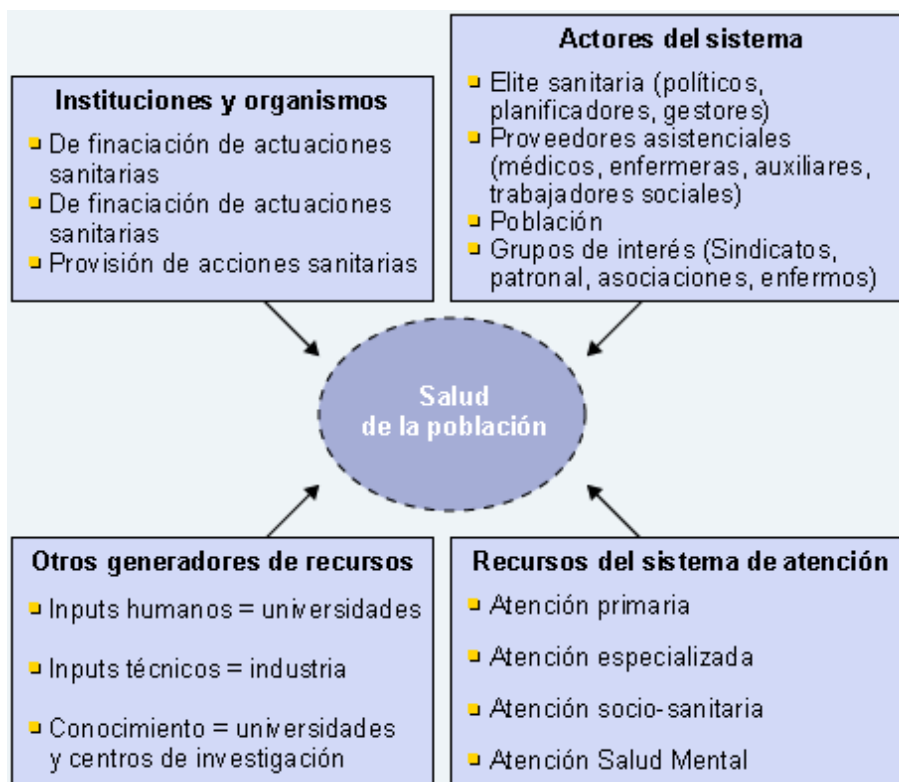 Instituciones y organismos
De finaciación de actuaciones
sanitarias
De finaciación de actuaciones
sanitarias
Provisión de acciones sanitarias
Actores del sistema
Elite sanitaria (políticos,
planificadores, gestores)
Proveedores asistenciales
(médicos, enfermeras, auxiliares,
trabajadores sociales)
Población
Grupos de interés (Sindicatos,
patronal, asociaciones, enfermos)
Salud
de la población
Otros generadores de recursos
Inputs humanos = universidades
Inputs técnicos = industria
Conocimiento = universidades
y centros de investigación
Recursos del sistema de atención
Atención primaria
Atención especializada
Atención socio-sanitaria
Atención Salud Mental